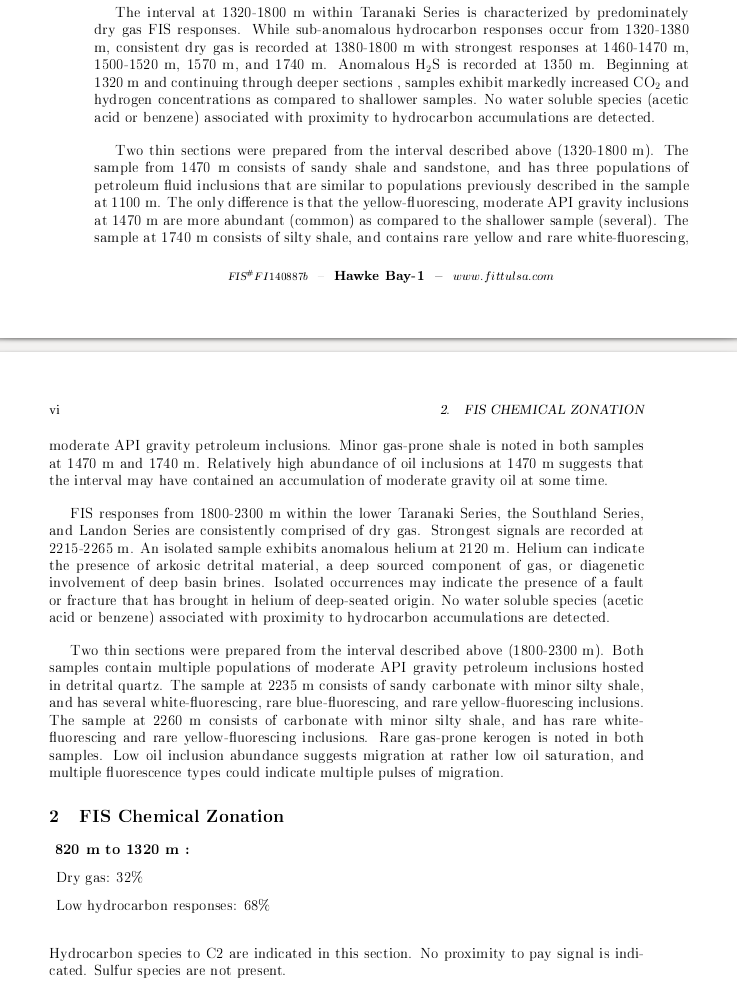 The interval at 1320-1800 m within Taranaki Series is characterized by predominately
dry gas FIS responses. While sub-anomalous hydrocarbon responses occur from 1320-1380
m, consistent dry gas is recorded at 1380-1800 m with strongest responses at 1460-1470 m,
1500-1520 m, 1570 m, and 1740 m. Anomalous H₂S is recorded at 1350 m. Beginning at
1320 m and continuing through deeper sections , samples exhibit markedly increased CO₂ and
hydrogen concentrations as compared to shallower samples. No water soluble species (acetic
acid or benzene) associated with proximity to hydrocarbon accumulations are detected.
Two thin sections were prepared from the interval described above (1320-1800 m). The
sample from 1470 m consists of sandy shale and sandstone, and has three populations of
petroleum fluid inclusions that are similar to populations previously described in the sample
at 1100 m. The only difference is that the yellow-fluorescing, moderate API gravity inclusions
at 1470 m are more abundant (common) as compared to the shallower sample (several). The
sample at 1740 m consists of silty shale, and contains rare yellow and rare white-fluorescing,
FIS#FI140887b – Hawke Bay-1 – www.fittulsa.com
vi 2. FIS CHEMICAL ZONATION
moderate API gravity petroleum inclusions. Minor gas-prone shale is noted in both samples
at 1470 m and 1740 m. Relatively high abundance of oil inclusions at 1470 m suggests that
the interval may have contained an accumulation of moderate gravity oil at some time.
FIS responses from 1800-2300 m within the lower Taranaki Series, the Southland Series,
and Landon Series are consistently comprised of dry gas. Strongest signals are recorded at
2215-2265 m. An isolated sample exhibits anomalous helium at 2120 m. Helium can indicate
the presence of arkosic detrital material, a deep sourced component of gas, or diagenetic
involvement of deep basin brines. Isolated occurrences may indicate the presence of a fault
or fracture that has brought in helium of deep-seated origin. No water soluble species (acetic
acid or benzene) associated with proximity to hydrocarbon accumulations are detected.
Two thin sections were prepared from the interval described above (1800-2300 m). Both
samples contain multiple populations of moderate API gravity petroleum inclusions hosted
in detrital quartz. The sample at 2235 m consists of sandy carbonate with minor silty shale,
and has several white-fluorescing, rare blue-fluorescing, and rare yellow-fluorescing inclusions.
The sample at 2260 m consists of carbonate with minor silty shale, and has rare white-
fluorescing and rare yellow-fluorescing inclusions. Rare gas-prone kerogen is noted in both
samples. Low oil inclusion abundance suggests migration at rather low oil saturation, and
multiple fluorescence types could indicate multiple pulses of migration.
2 FIS Chemical Zonation
820 m to 1320 m :
Dry gas: 32%
Low hydrocarbon responses: 68%
Hydrocarbon species to C2 are indicated in this section. No proximity to pay signal is indi-
cated. Sulfur species are not present.